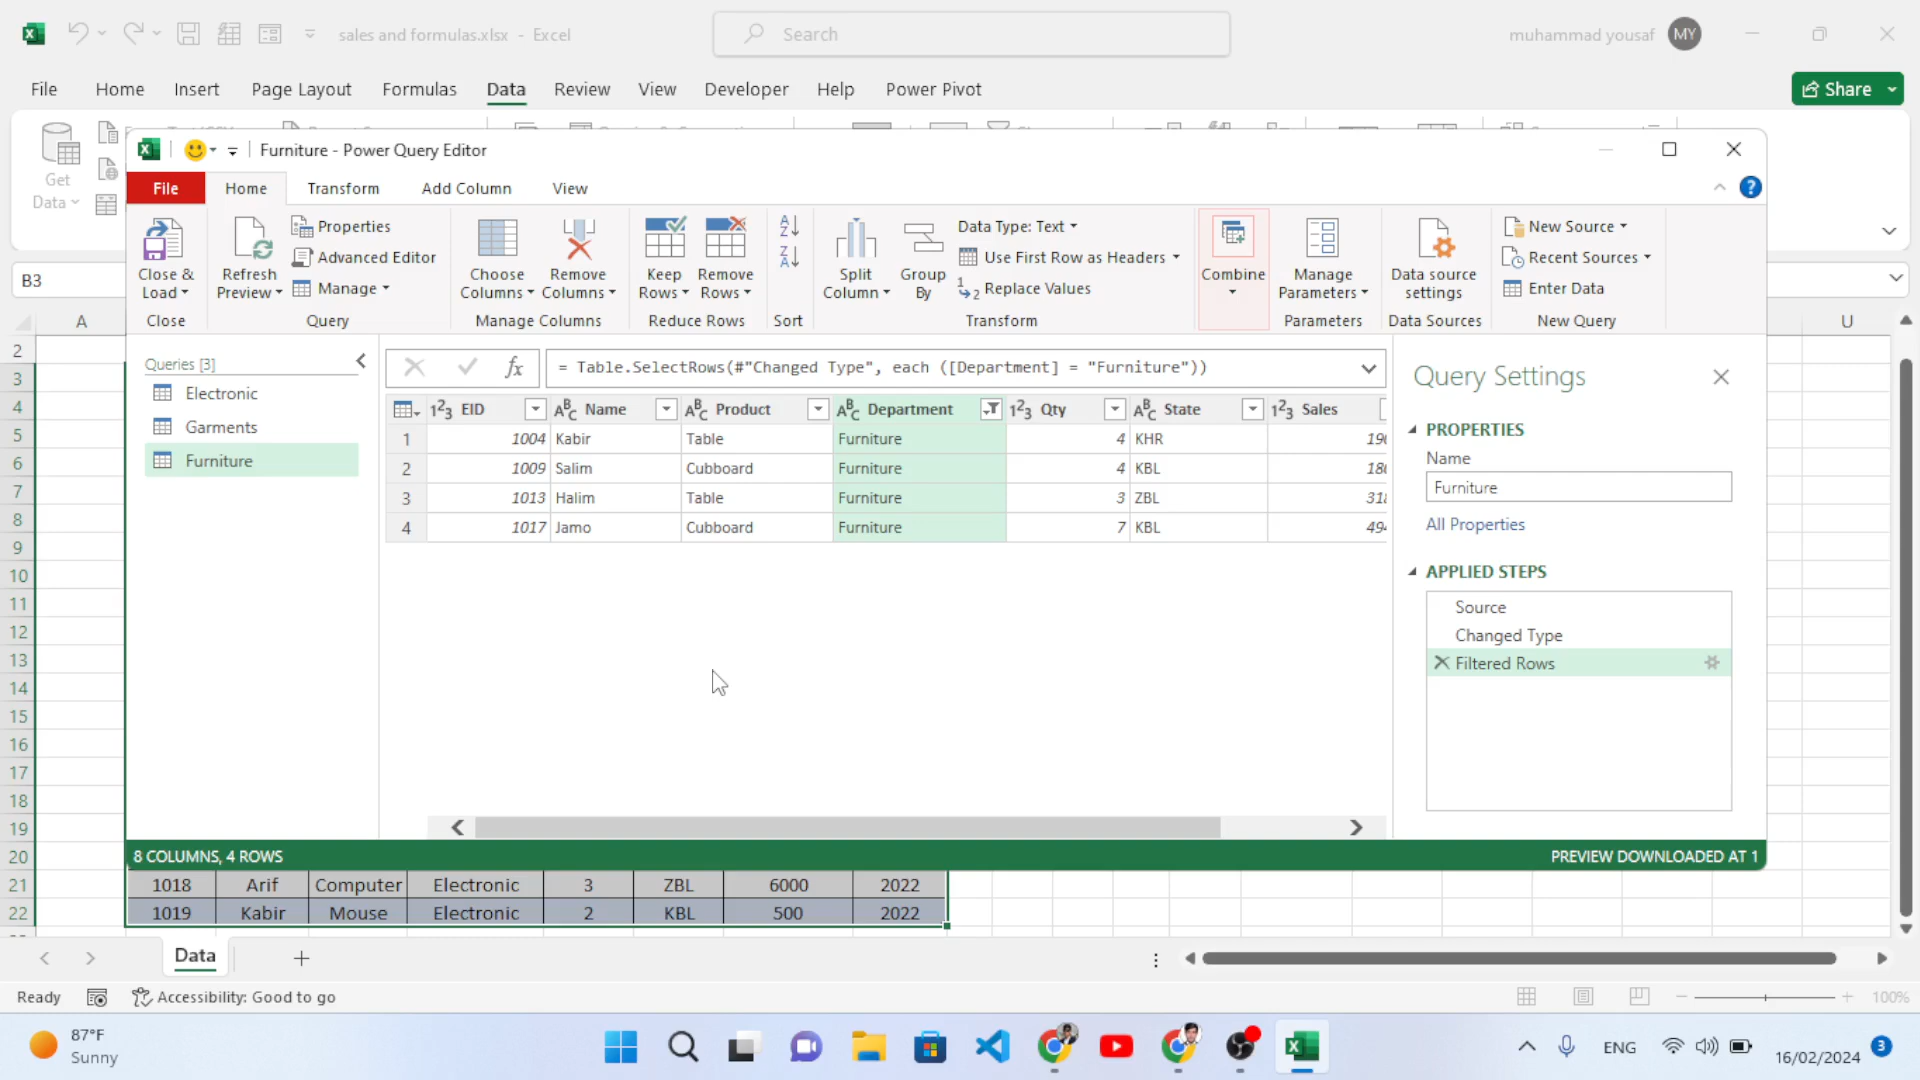 sales and formulas.xlsx - Excel
Search
muhammad yousaf
MY
File
Home
Insert
Page Layout
Formulas
Data
Review
View
Developer
Help
Power Pivot
Share
Get
Data
Furniture - Power Query Editor
File
Home
Transform
Add Column
View
?
Close &
Load
Refresh
Preview
Properties
Advanced Editor
Manage
Choose
Columns
Remove
Columns
Keep
Rows
Remove
Rows
Split
Column
Group
By
Data Type: Text
Use First Row as Headers
Replace Values
Combine
Manage
Parameters
Data source
settings
New Source
Recent Sources
Enter Data
Close
Query
Manage Columns
Reduce Rows
Sort
Transform
Parameters
Data Sources
New Query
B3
A
U
Queries [3]
Electronic
Garments
Furniture
fx
= Table.SelectRows(#"Changed Type", each ([Department] = "Furniture"))
EID Name Product Department Qty State Sales
1 1004 Kabir Table Furniture 4 KHR
2 1009 Salim Cubboard Furniture 4 KBL
3 1013 Halim Table Furniture 3 ZBL
4 1017 Jamo Cubboard Furniture 7 KBL
Query Settings
PROPERTIES
Name
Furniture
All Properties
APPLIED STEPS
Source
Changed Type
Filtered Rows
8 COLUMNS, 4 ROWS
PREVIEW DOWNLOADED AT 1
2
3
4
5
6
7
8
9
10
11
12
13
14
15
16
17
18
19
20
21 1018 Arif Computer Electronic 3 ZBL 6000 2022
22 1019 Kabir Mouse Electronic 2 KBL 500 2022
Data
Ready
Accessibility: Good to go
100%
87°F
Sunny
ENG
16/02/2024
3